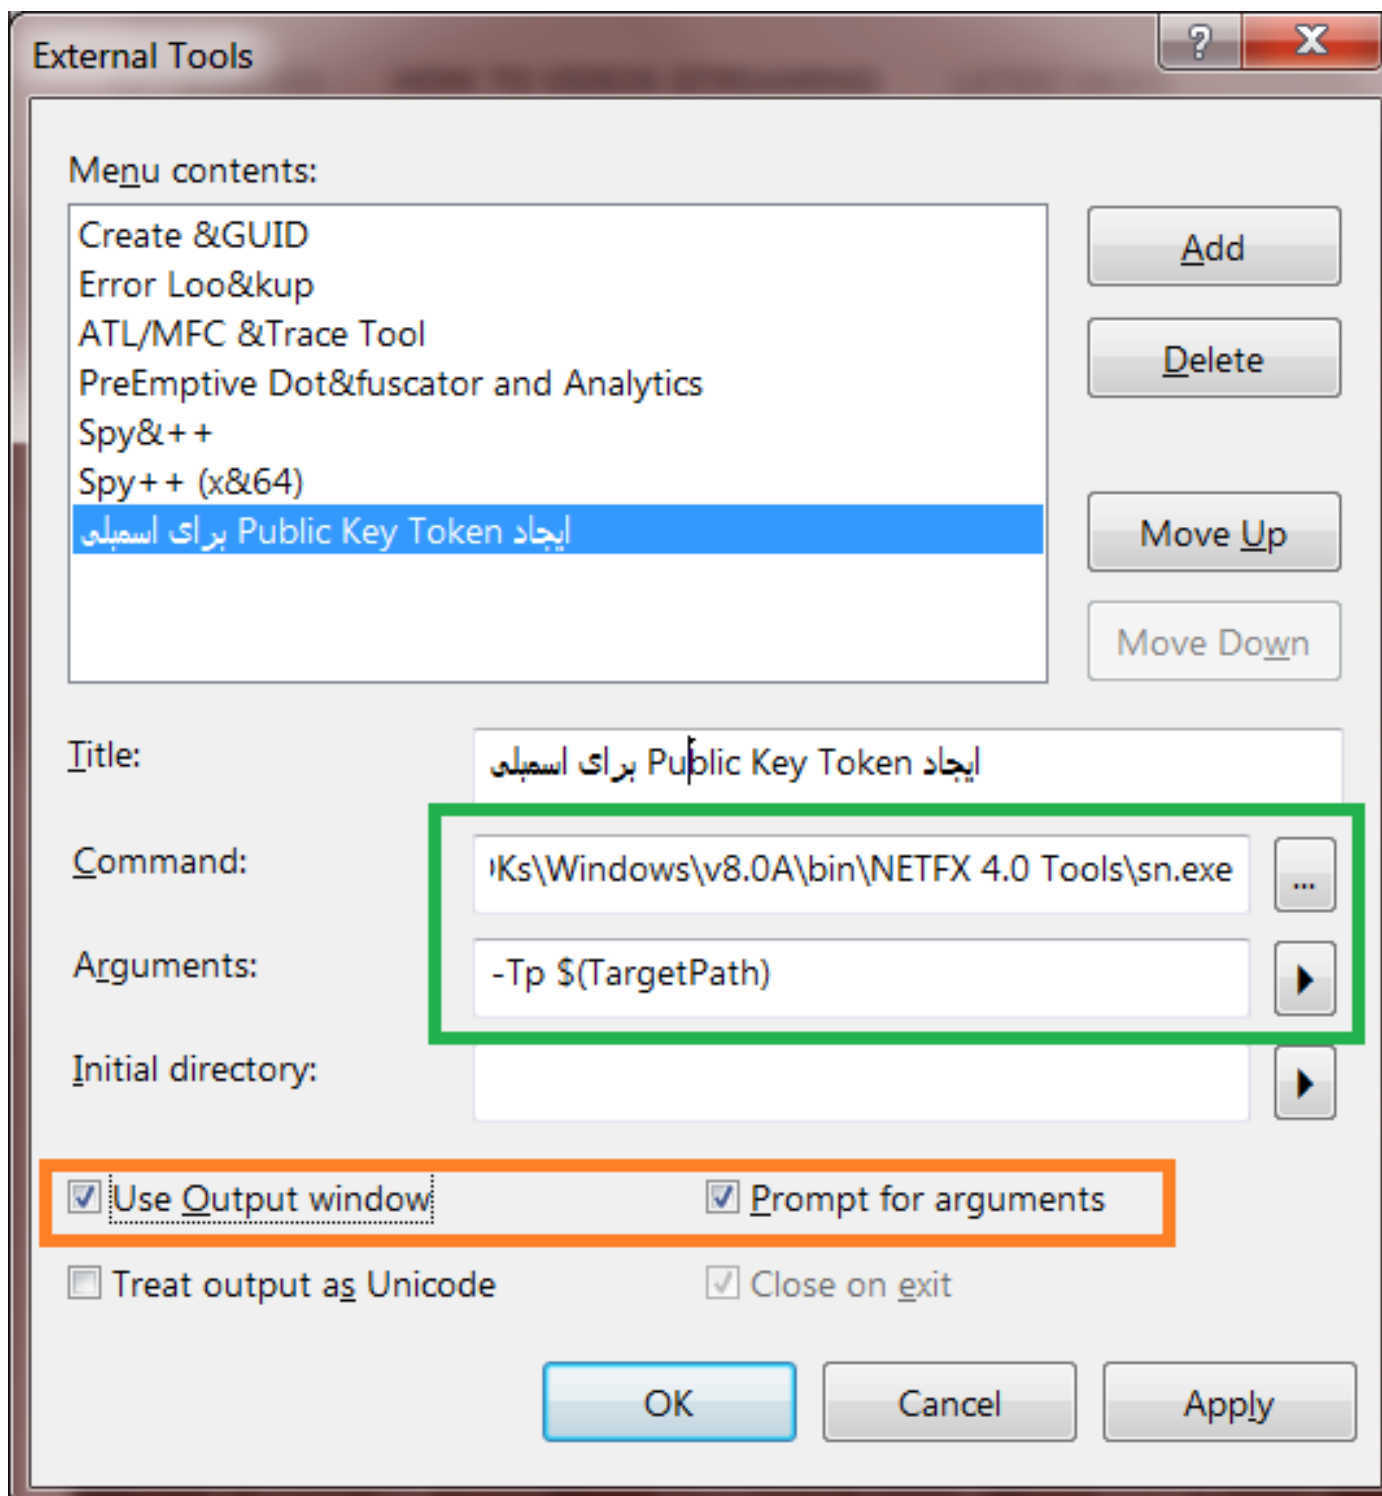 External Tools
Menu contents:
Create &GUID
Error Loo&kup
ATL/MFC &Trace Tool
PreEmptive Dot&fuscator and Analytics
Spy&++
Spy++ (x&64)
ایجاد Public Key Token برای اسمبلی
Add
Delete
Move Up
Move Down
Title:
ایجاد Public Key Token برای اسمبلی
Command:
Ks\Windows\v8.0A\bin\NETFX 4.0 Tools\sn.exe
...
Arguments:
-Tp $(TargetPath)
Initial directory:
Use Output window
Prompt for arguments
Treat output as Unicode
Close on exit
OK
Cancel
Apply